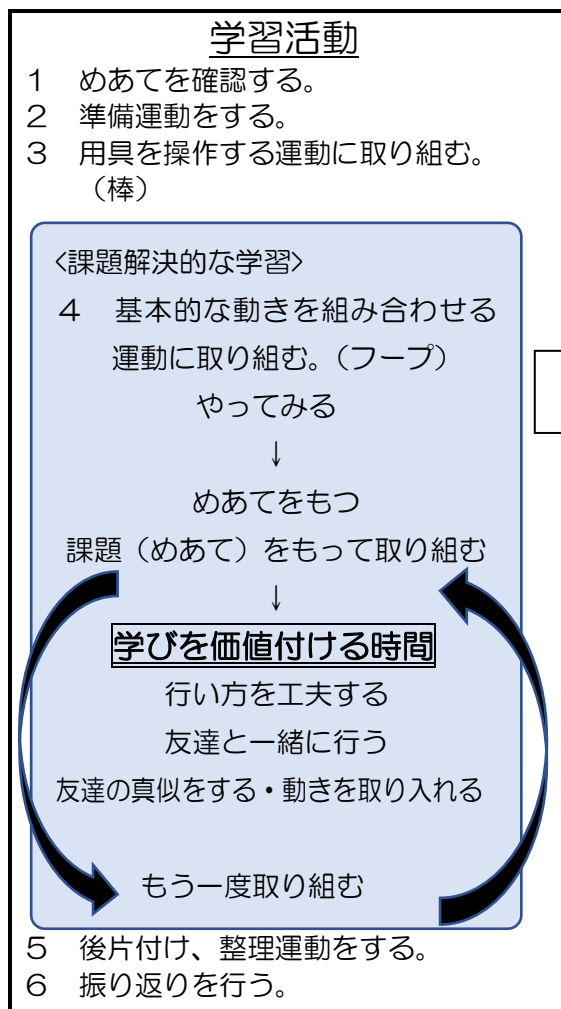 学習活動
１　めあてを確認する。
２　準備運動をする。
３　用具を操作する運動に取り組む。
（棒）
<課題解決的な学習>
４　基本的な動きを組み合わせる
運動に取り組む。（フープ）
やってみる
↓
めあてをもつ
課題（めあて）をもって取り組む
↓
学びを価値付ける時間
行い方を工夫する
友達と一緒に行う
友達の真似をする・動きを取り入れる
もう一度取り組む
５　後片付け、整理運動をする。
６　振り返りを行う。